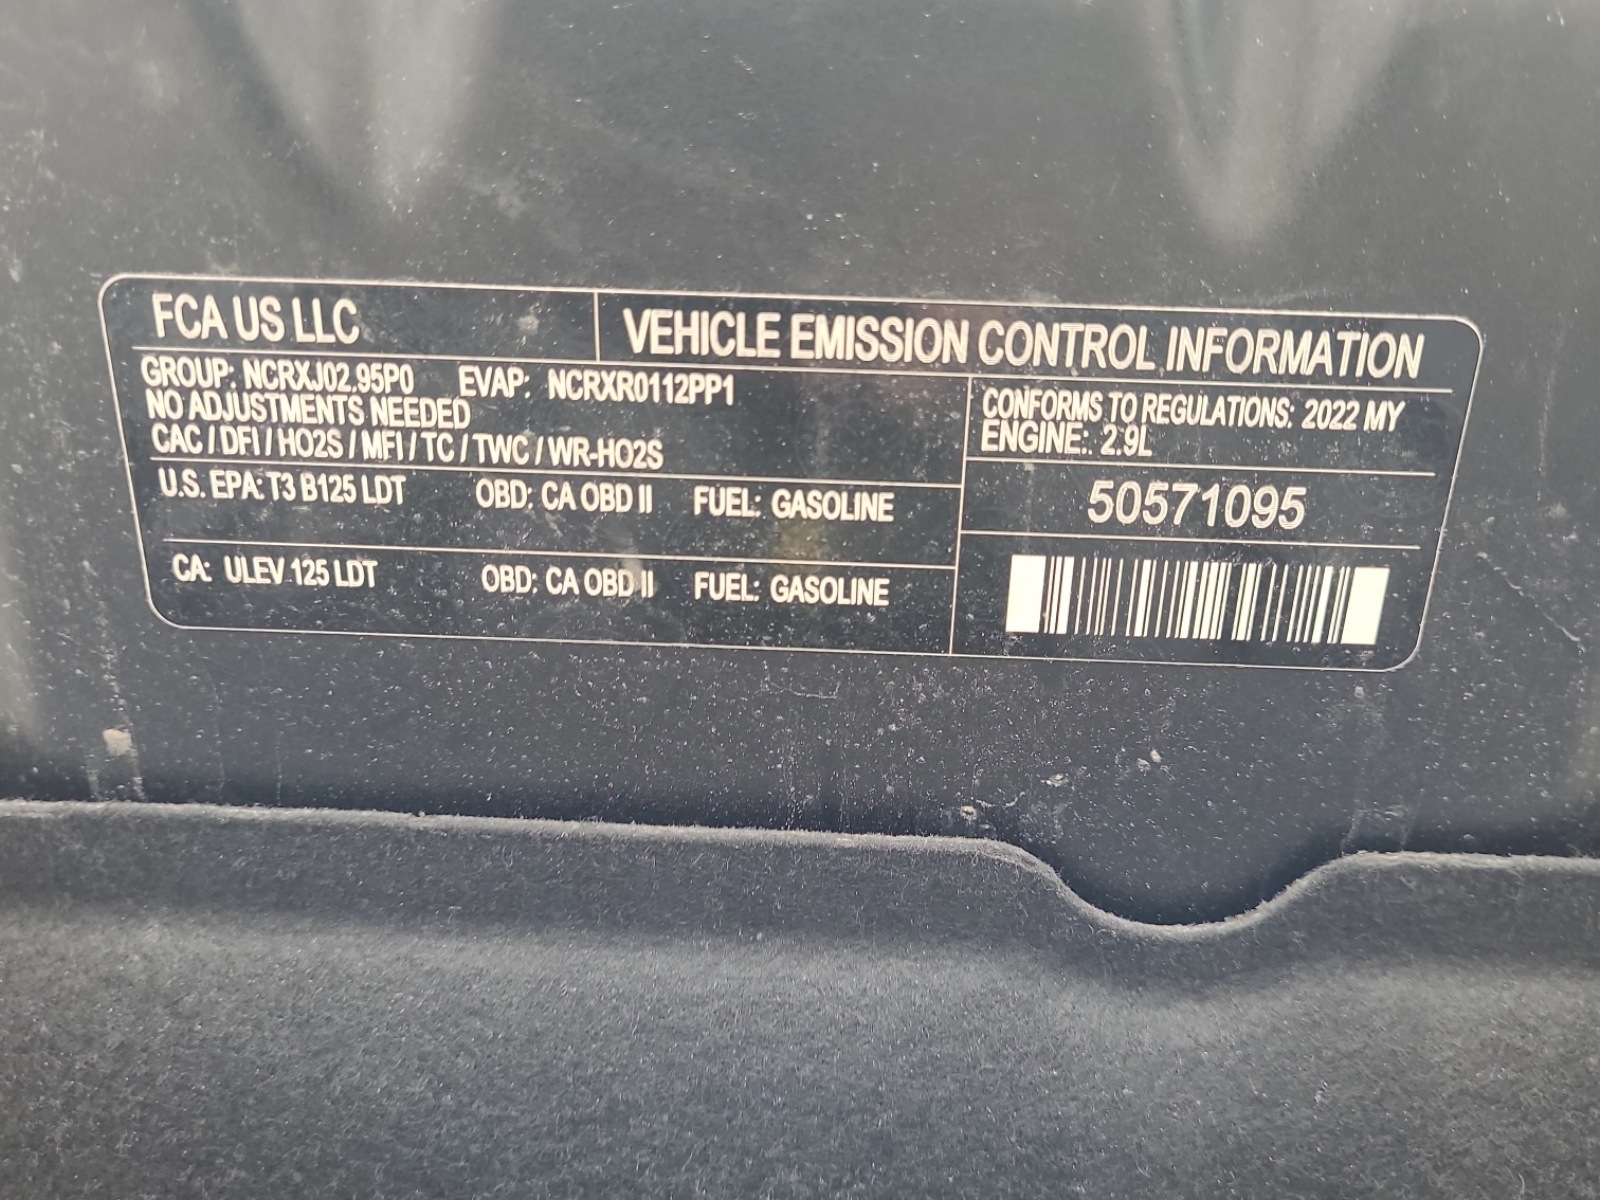 FCA US LLC
VEHICLE EMISSION CONTROL INFORMATION
GROUP: NCRXJ02.95P0 EVAP: NCRXR0112PP1
NO ADJUSTMENTS NEEDED
CAC / DFI / HO2S / MFI / TC / TWC / WR-HO2S
CONFORMS TO REGULATIONS: 2022 MY
ENGINE: 2.9L
U.S. EPA: T3 B125 LDT OBD: CA OBD II FUEL: GASOLINE
50571095
CA: ULEV 125 LDT OBD: CA OBD II FUEL: GASOLINE